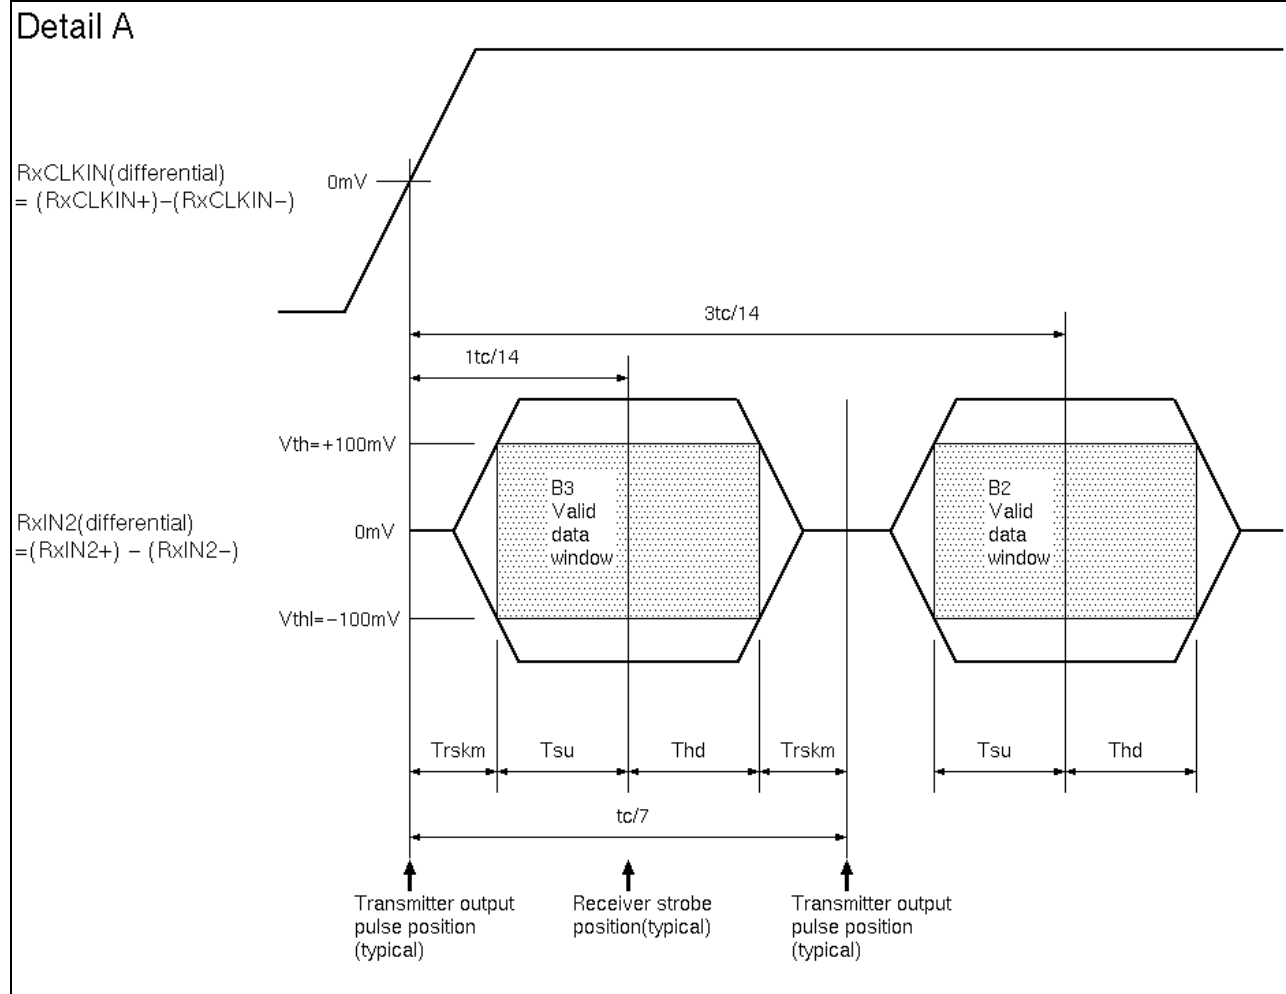 Detail A
RxCLKIN(differential)
= (RxCLKIN+)−(RxCLKIN−)
0mV
3tc/14
1tc/14
Vth=+100mV
B3
Valid
data
window
B2
Valid
data
window
RxIN2(differential)
=(RxIN2+) − (RxIN2−)
0mV
Vthl=−100mV
Trskm
Tsu
Thd
Trskm
Tsu
Thd
tc/7
Transmitter output
pulse position
(typical)
Receiver strobe
position(typical)
Transmitter output
pulse position
(typical)